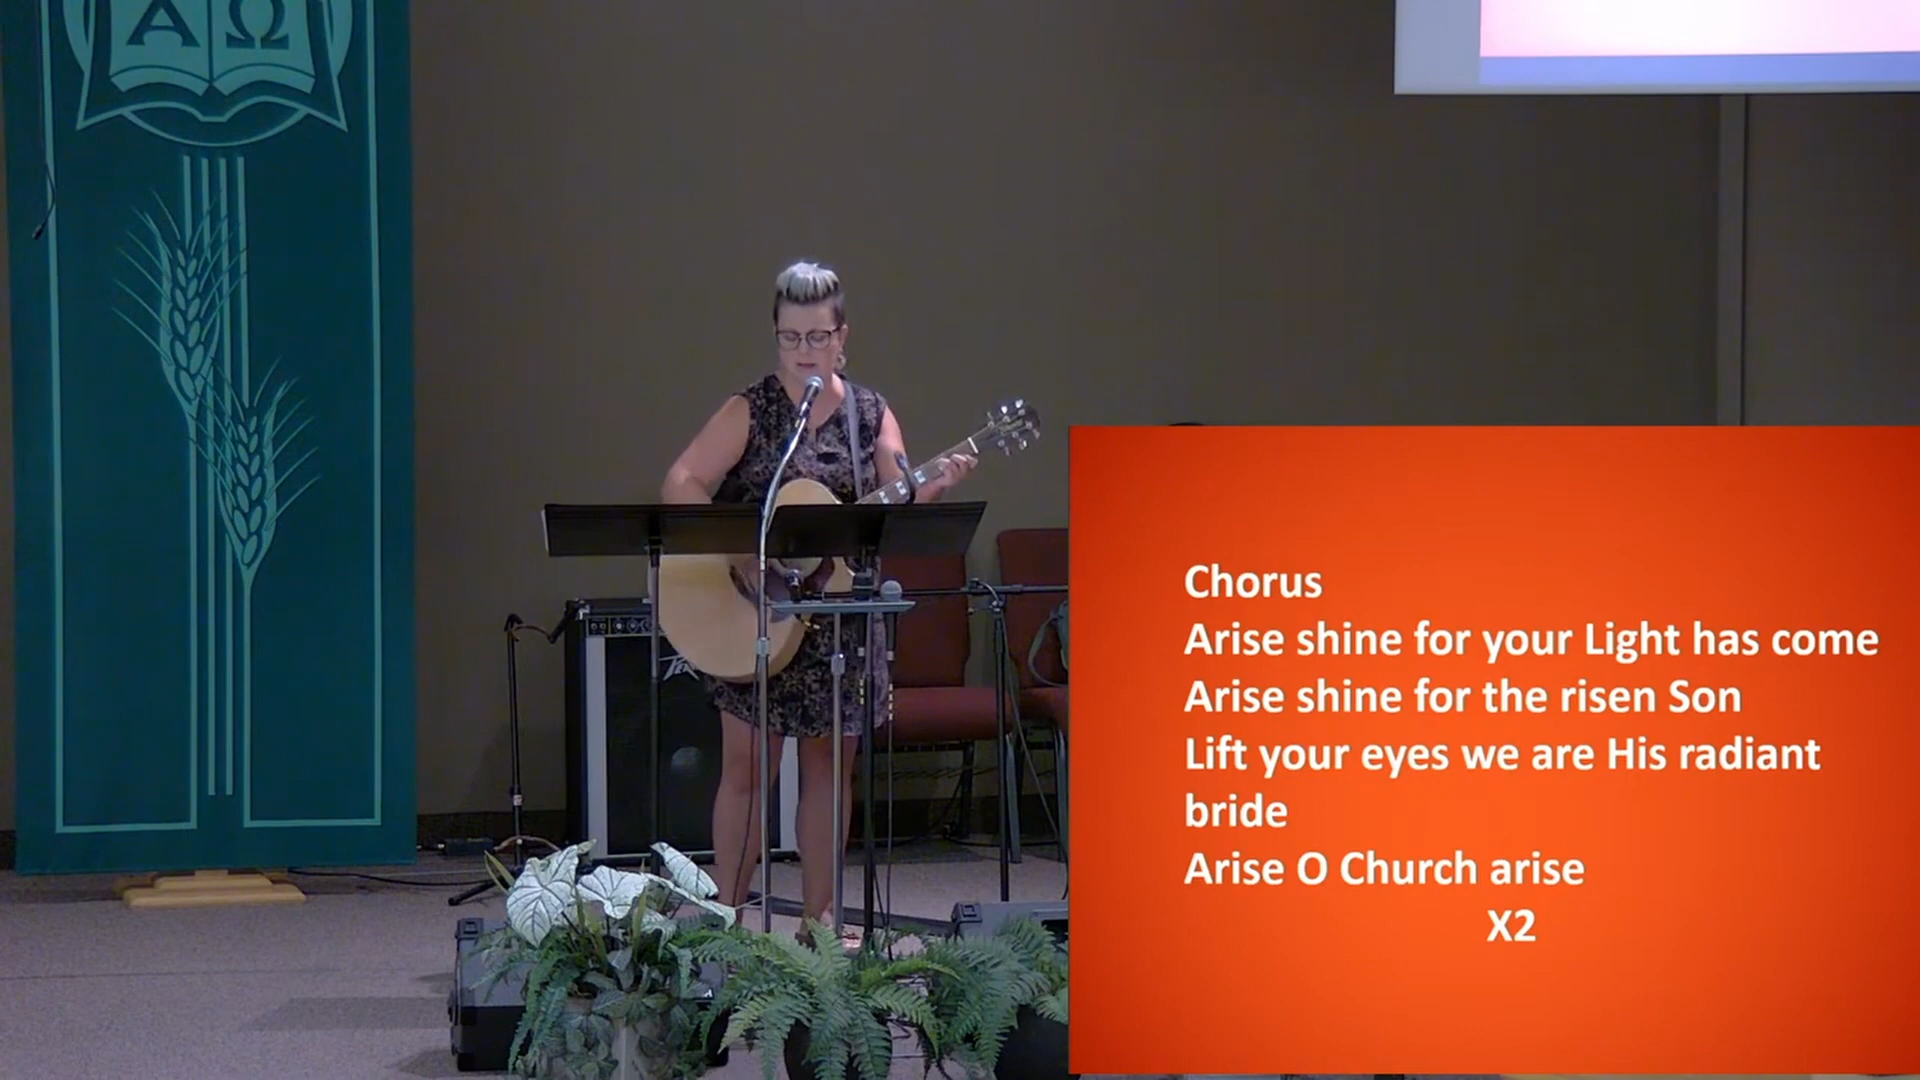 Α Ω
Chorus
Arise shine for your Light has come
Arise shine for the risen Son
Lift your eyes we are His radiant
bride
Arise O Church arise
X2